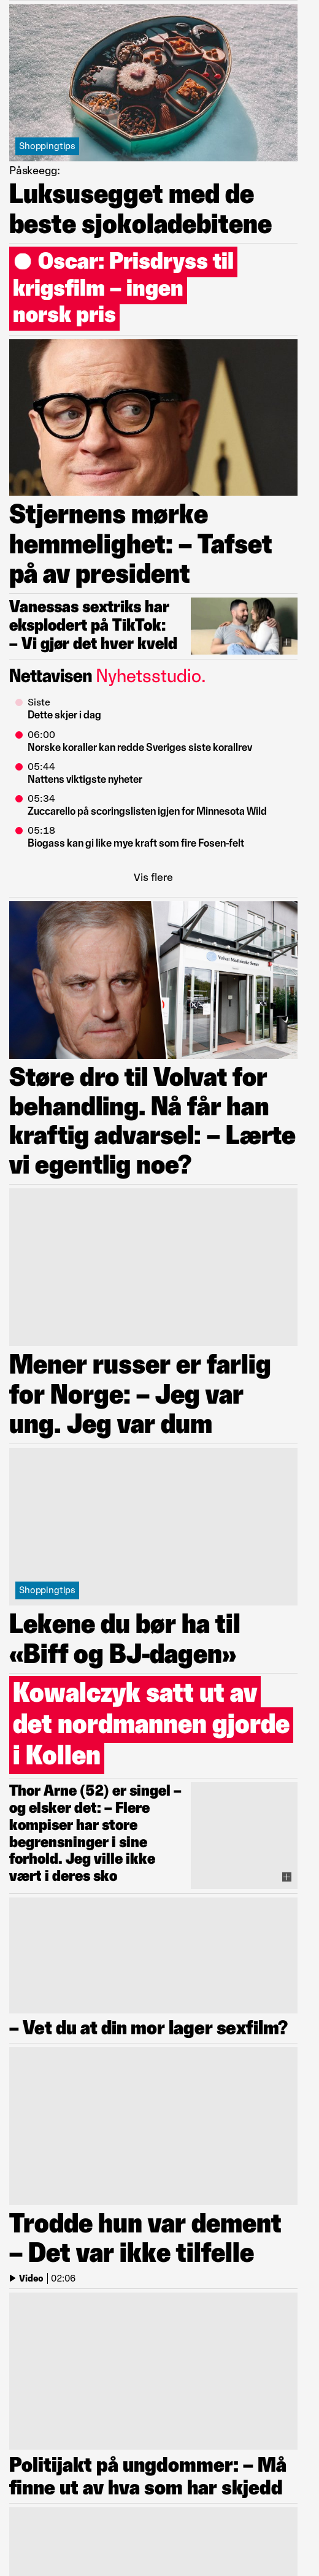 Shoppingtips
Påskeegg:
Luksusegget med de
beste sjokoladebitene
Oscar: Prisdryss til
krigsfilm – ingen
norsk pris
Stjernens mørke
hemmelighet: – Tafset
på av president
Vanessas sextriks har
eksplodert på TikTok:
– Vi gjør det hver kveld
Nettavisen Nyhetsstudio.
Siste
Dette skjer i dag
06:00
Norske koraller kan redde Sveriges siste korallrev
05:44
Nattens viktigste nyheter
05:34
Zuccarello på scoringslisten igjen for Minnesota Wild
05:18
Biogass kan gi like mye kraft som fire Fosen-felt
Vis flere
Støre dro til Volvat for
behandling. Nå får han
kraftig advarsel: – Lærte
vi egentlig noe?
Mener russer er farlig
for Norge: – Jeg var
ung. Jeg var dum
Shoppingtips
Lekene du bør ha til
«Biff og BJ-dagen»
Kowalczyk satt ut av
det nordmannen gjorde
i Kollen
Thor Arne (52) er singel –
og elsker det: – Flere
kompiser har store
begrensninger i sine
forhold. Jeg ville ikke
vært i deres sko
– Vet du at din mor lager sexfilm?
Trodde hun var dement
– Det var ikke tilfelle
Video | 02:06
Politijakt på ungdommer: – Må
finne ut av hva som har skjedd